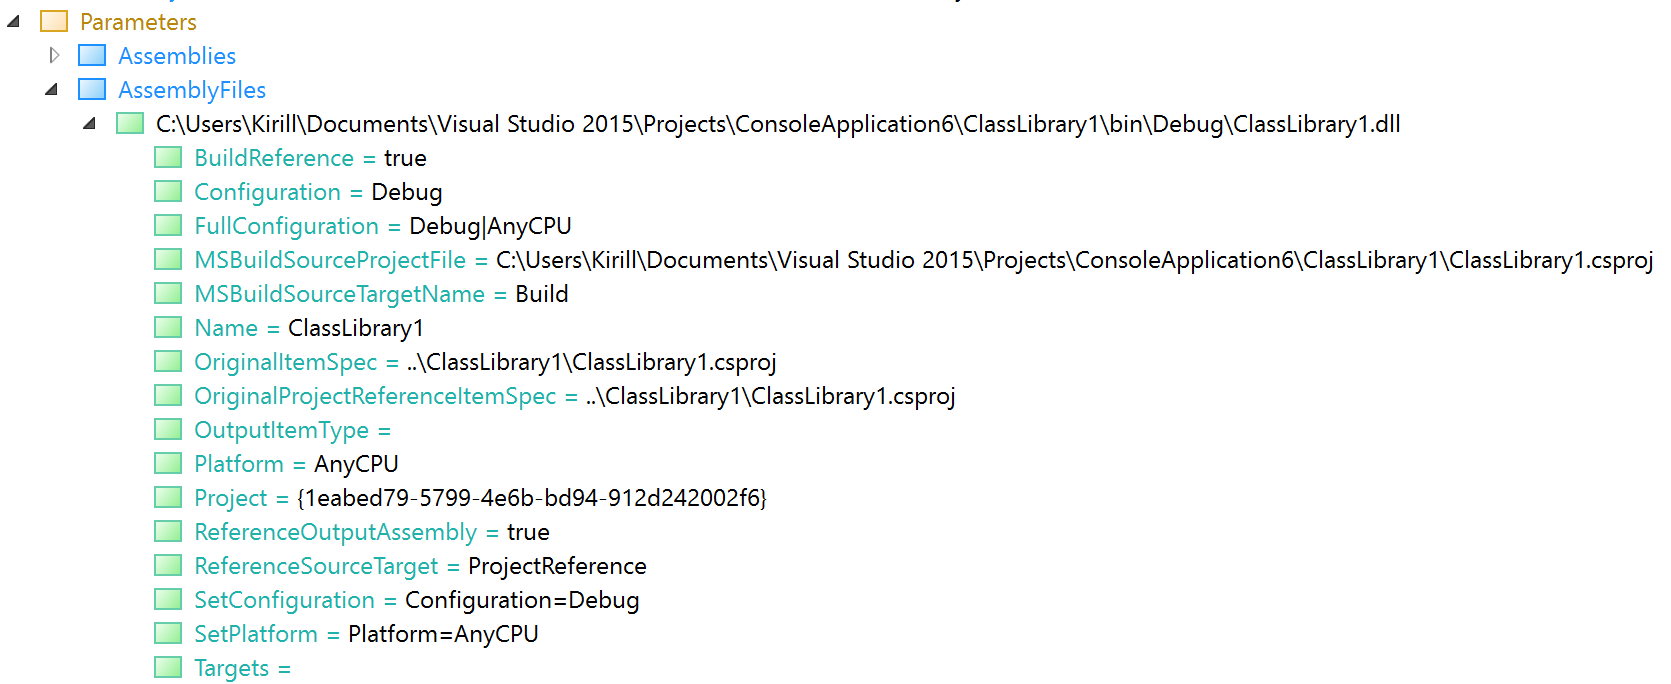 Parameters
Assemblies
AssemblyFiles
C:\Users\Kirill\Documents\Visual Studio 2015\Projects\ConsoleApplication6\ClassLibrary1\bin\Debug\ClassLibrary1.dll
BuildReference = true
Configuration = Debug
FullConfiguration = Debug|AnyCPU
MSBuildSourceProjectFile = C:\Users\Kirill\Documents\Visual Studio 2015\Projects\ConsoleApplication6\ClassLibrary1\ClassLibrary1.csproj
MSBuildSourceTargetName = Build
Name = ClassLibrary1
OriginalItemSpec = ..\ClassLibrary1\ClassLibrary1.csproj
OriginalProjectReferenceItemSpec = ..\ClassLibrary1\ClassLibrary1.csproj
OutputItemType =
Platform = AnyCPU
Project = {1eabed79-5799-4e6b-bd94-912d242002f6}
ReferenceOutputAssembly = true
ReferenceSourceTarget = ProjectReference
SetConfiguration = Configuration=Debug
SetPlatform = Platform=AnyCPU
Targets =